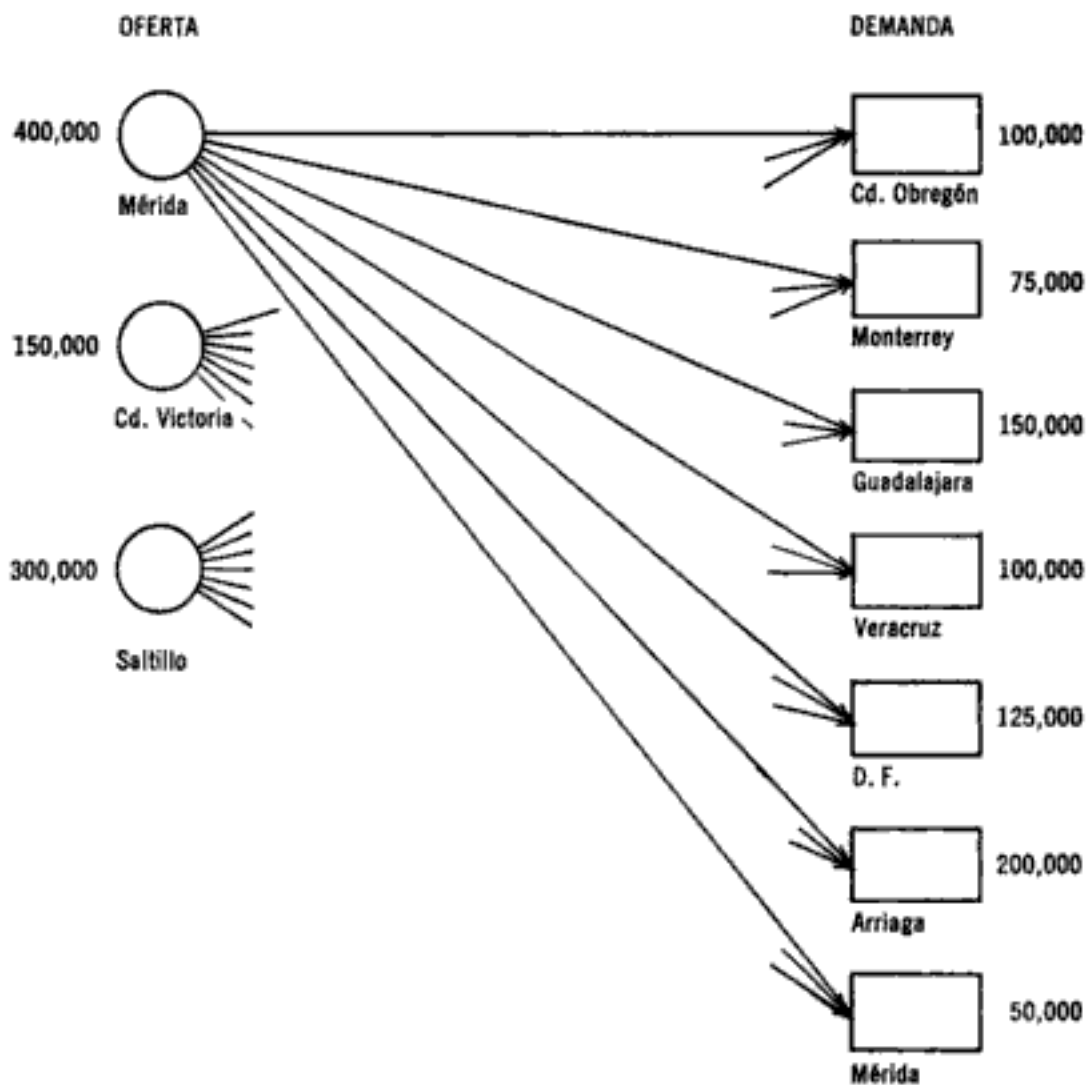 OFERTA
DEMANDA
400,000
Mérida
100,000
Cd. Obregón
75,000
Monterrey
150,000
Cd. Victoria
150,000
Guadalajara
300,000
Saltillo
100,000
Veracruz
125,000
D. F.
200,000
Arriaga
50,000
Mérida